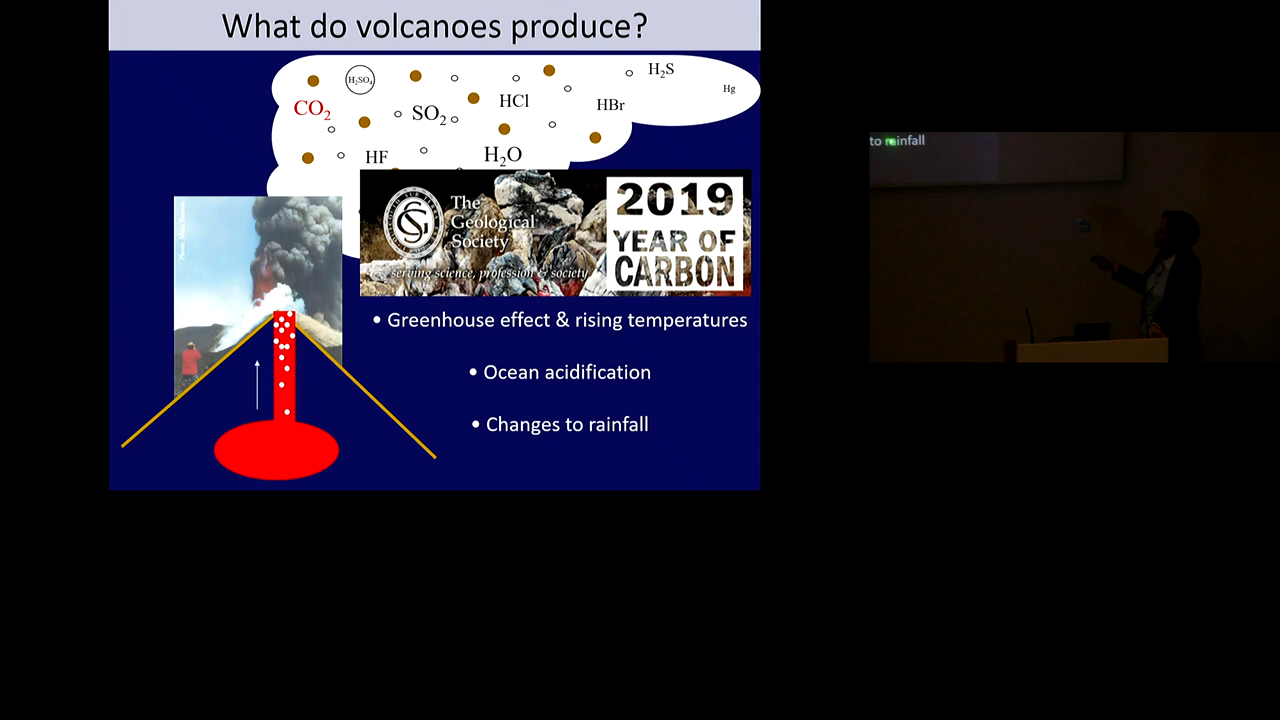 What do volcanoes produce?
H₂SO₄
H₂S
Hg
CO₂
SO₂
HCl
HBr
HF
H₂O
The
Geological
Society
serving science, profession & society
2019
YEAR OF
CARBON
• Greenhouse effect & rising temperatures
• Ocean acidification
• Changes to rainfall
to rainfall